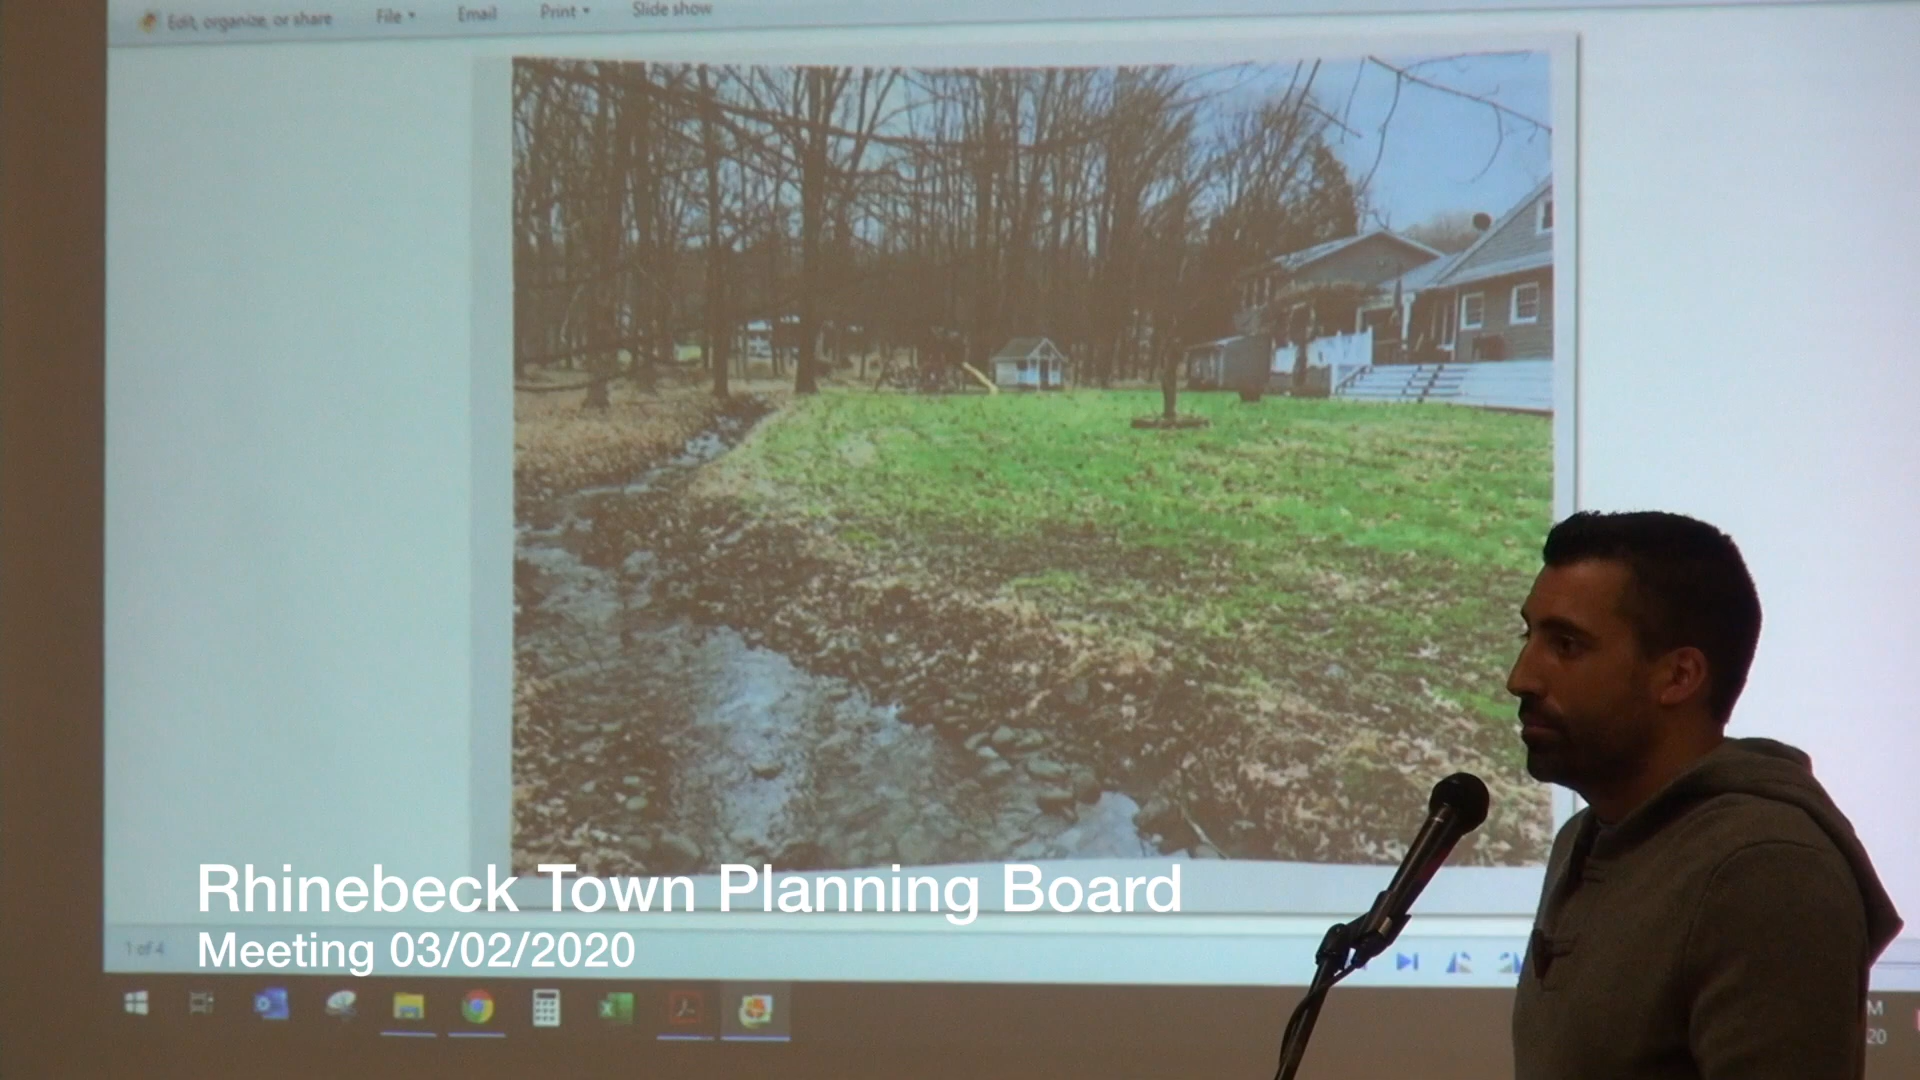 Edit, organize, or share File Email Print Slide show
Rhinebeck Town Planning Board
Meeting 03/02/2020
1 of 4
M
20